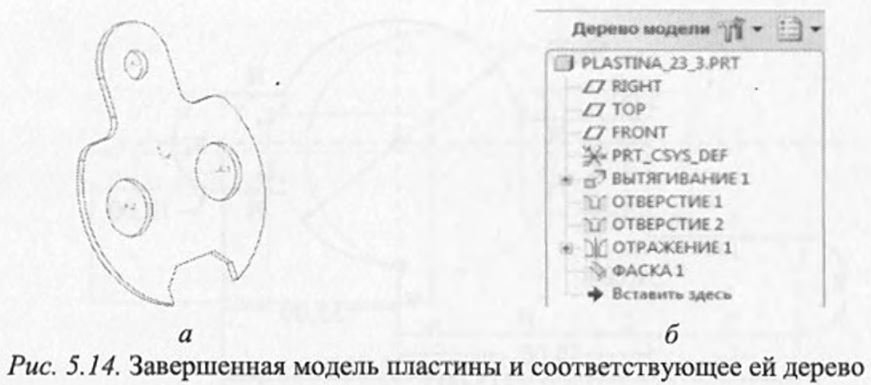 Дерево модели
PLASTINA_23_3.PRT
RIGHT
TOP
FRONT
PRT_CSYS_DEF
ВЫТЯГИВАНИЕ 1
ОТВЕРСТИЕ 1
ОТВЕРСТИЕ 2
ОТРАЖЕНИЕ 1
ФАСКА 1
Вставить здесь
а
б
Рис. 5.14. Завершенная модель пластины и соответствующее ей дерево